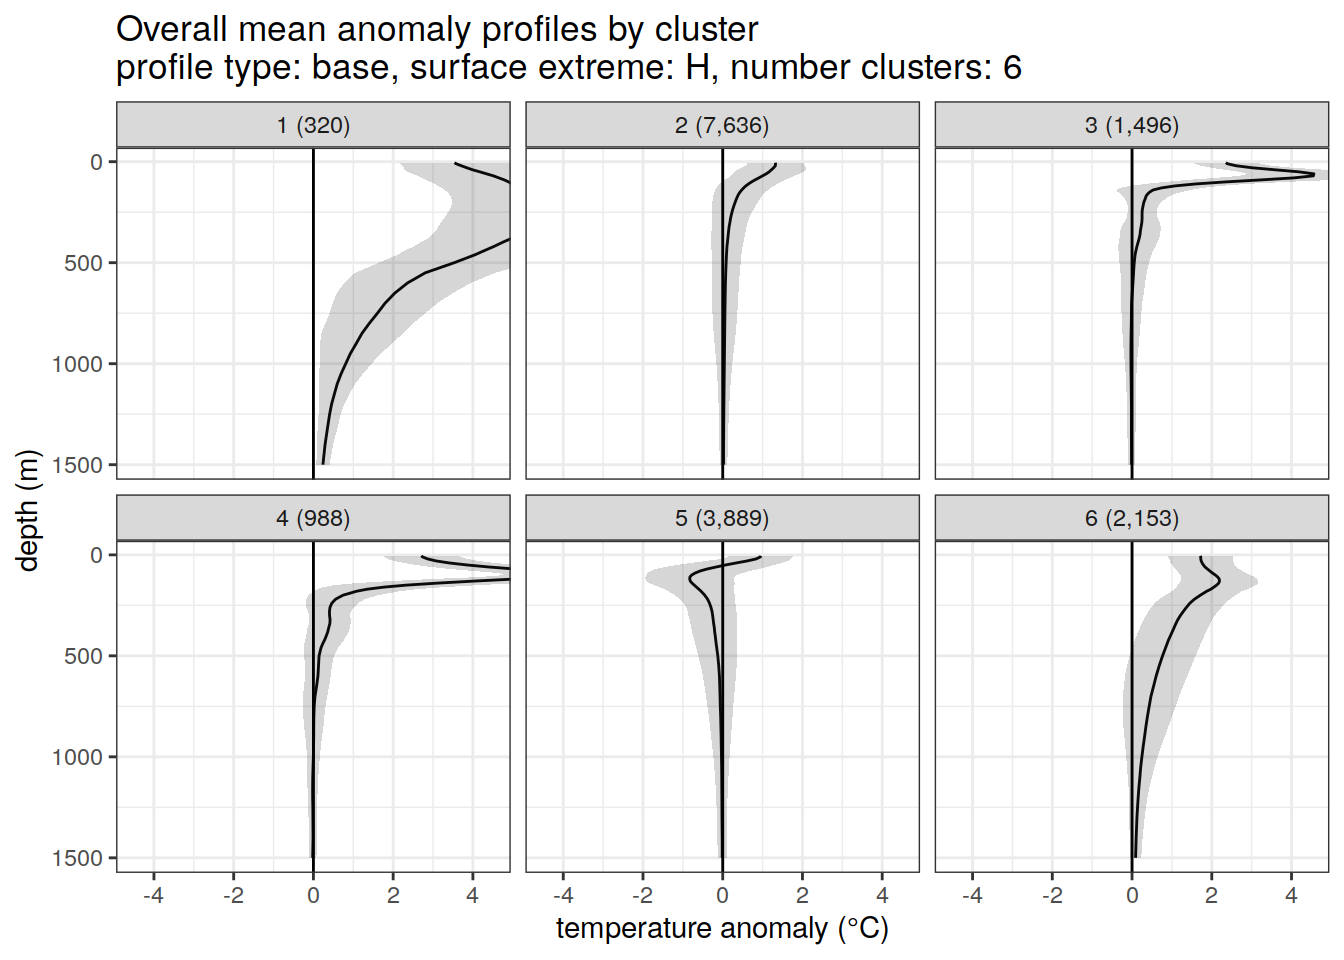 Overall mean anomaly profiles by cluster
profile type: base, surface extreme: H, number clusters: 6
1 (320)
2 (7,636)
3 (1,496)
0
500
1000
1500
4 (988)
5 (3,889)
6 (2,153)
0
500
1000
1500
depth (m)
-4 -2 0 2 4
-4 -2 0 2 4
-4 -2 0 2 4
temperature anomaly (°C)